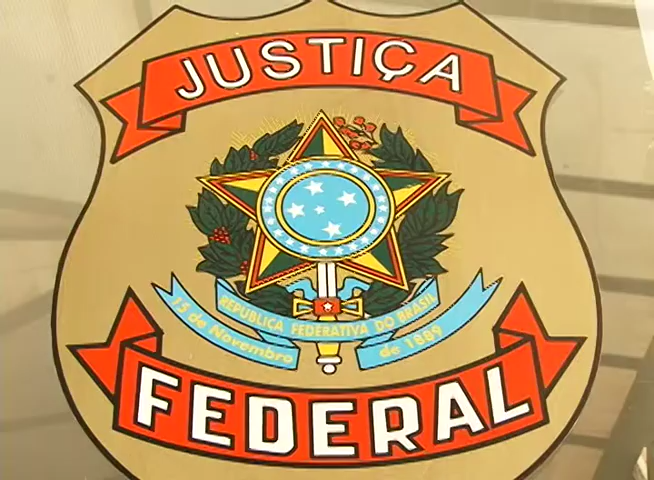 JUSTIÇA
REPUBLICA FEDERATIVA DO BRASIL
15 de Novembro de 1889
FEDERAL